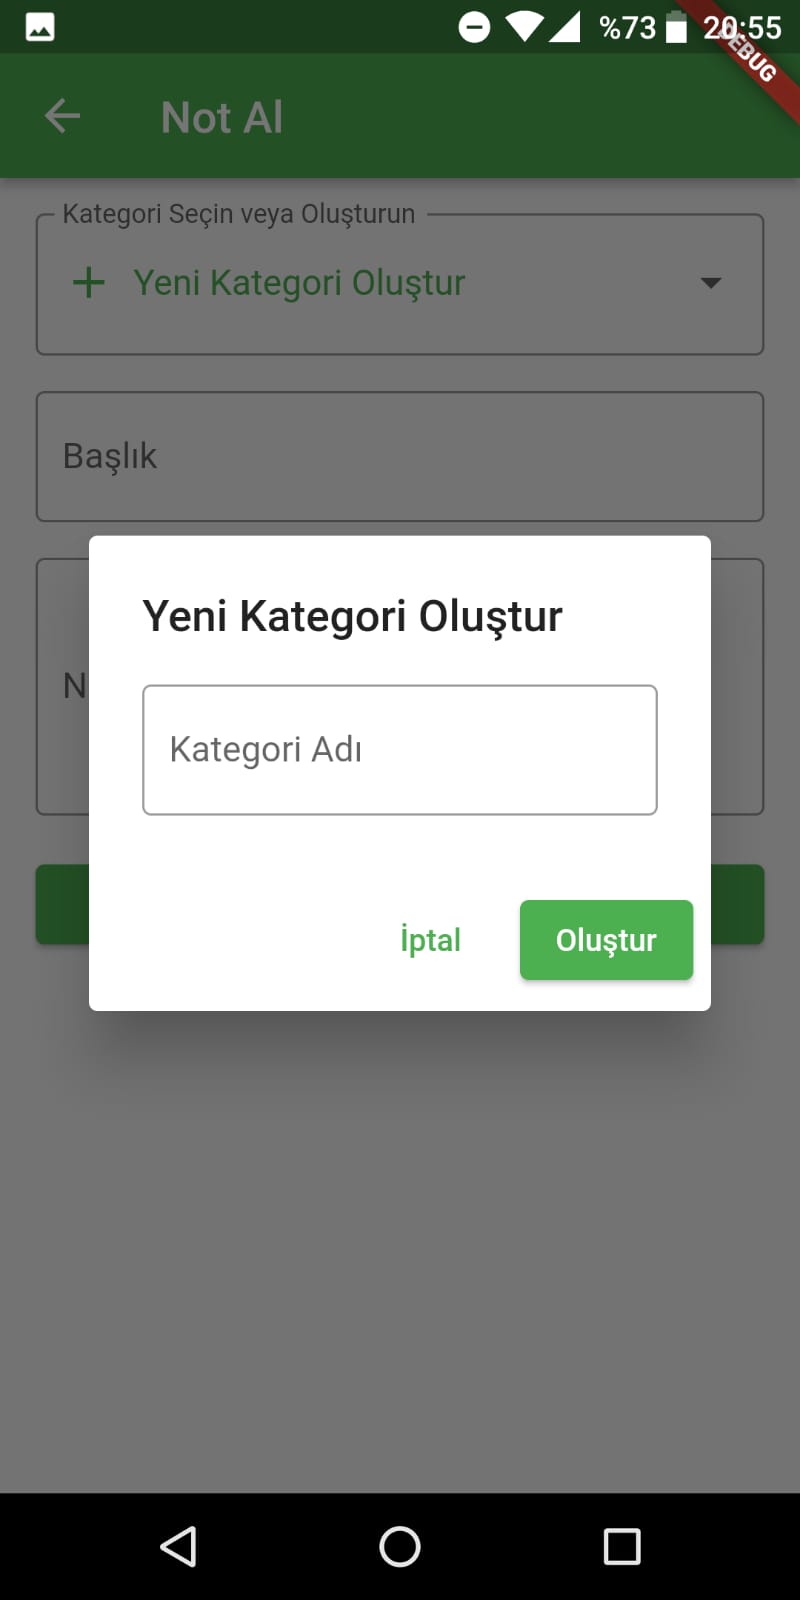 %73 20:55
DEBUG
Not Al
Kategori Seçin veya Oluşturun
Yeni Kategori Oluştur
Başlık
N
Yeni Kategori Oluştur
Kategori Adı
İptal
Oluştur